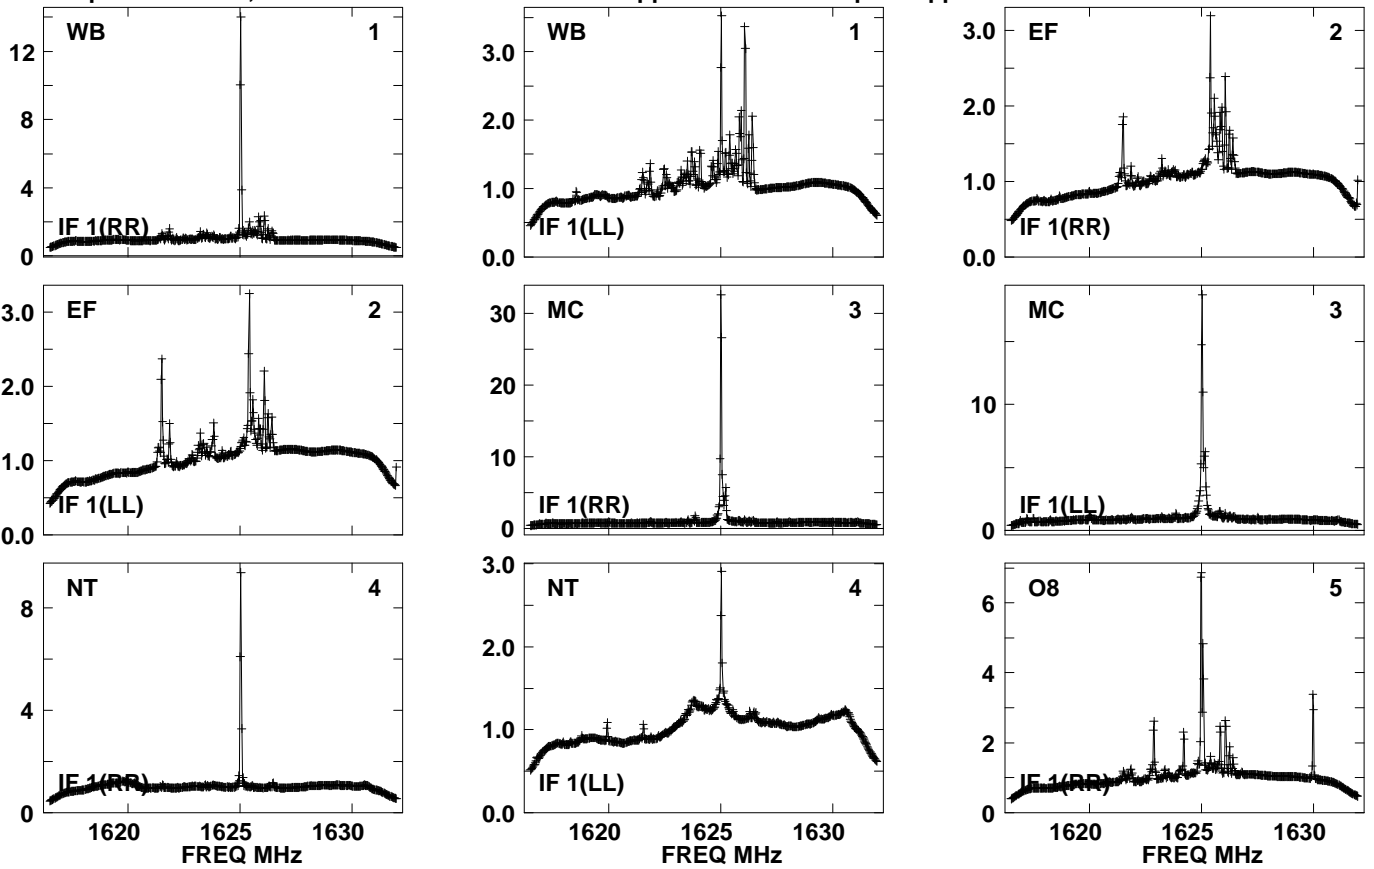 WB 1
12
8
4
0
IF 1(RR)
WB 1
3.0
2.0
1.0
0.0
IF 1(LL)
EF 2
3.0
2.0
1.0
0.0
IF 1(RR)
EF 2
3.0
2.0
1.0
0.0
IF 1(LL)
MC 3
30
20
10
0
IF 1(RR)
MC 3
10
0
IF 1(LL)
NT 4
8
4
0
IF 1(RR)
1620 1625 1630
FREQ MHz
NT 4
3.0
2.0
1.0
0.0
IF 1(LL)
1620 1625 1630
FREQ MHz
O8 5
6
4
2
0
IF 1(RR)
1620 1625 1630
FREQ MHz